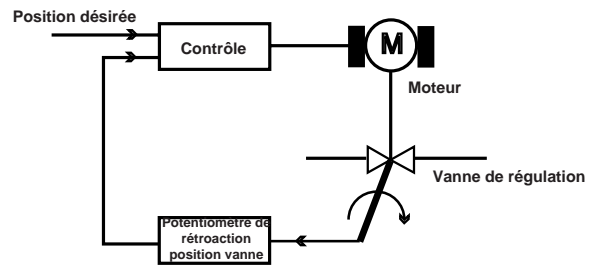 Position désirée
Contrôle
M
Moteur
Vanne de régulation
Potentiomètre de
rétroaction
position vanne